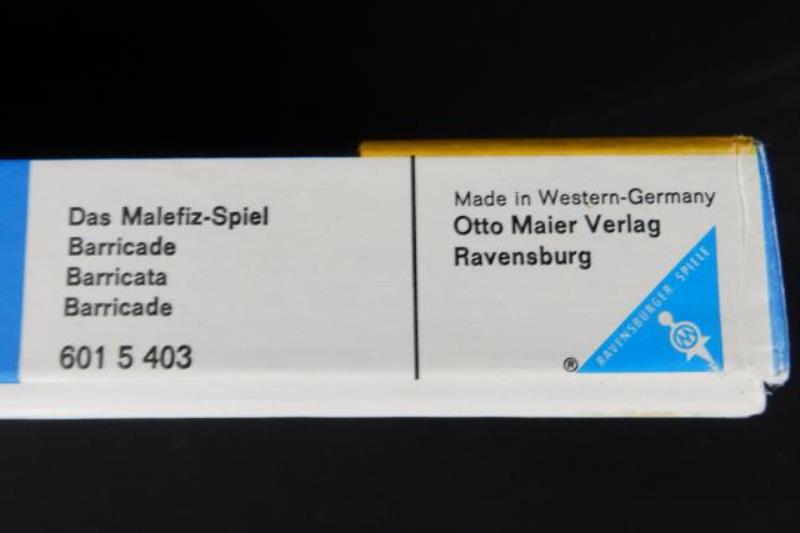 Das Malefiz-Spiel
Barricade
Barricata
Barricade
601 5 403
Made in Western-Germany
Otto Maier Verlag
Ravensburg
RAVENSBURGER SPIELE
®